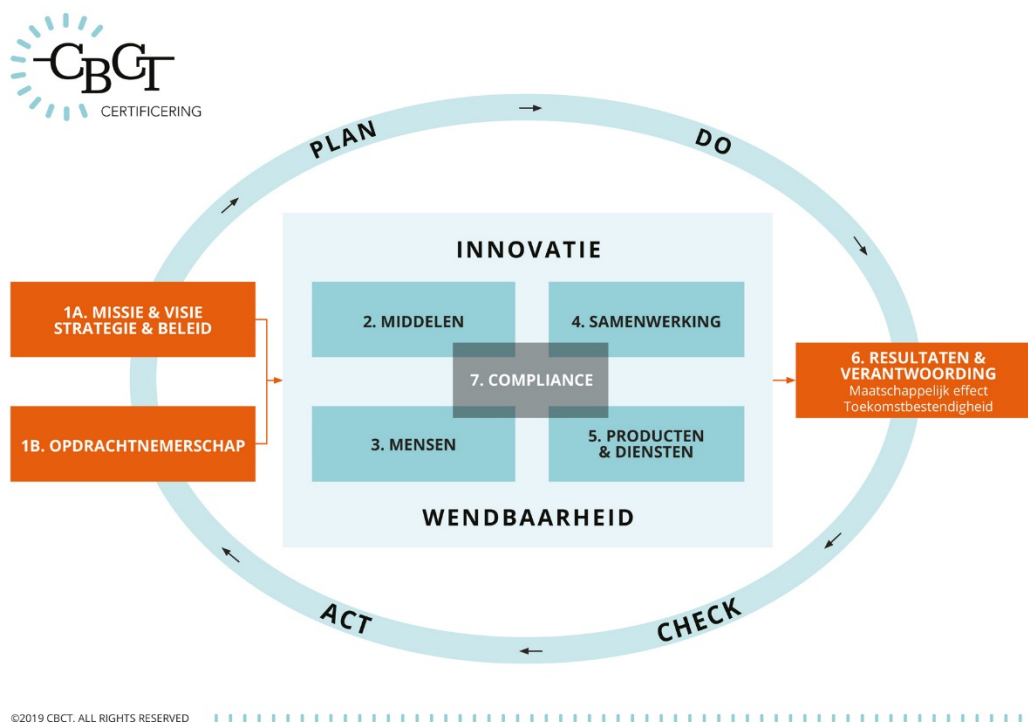 CBCT
CERTIFICERING
PLAN
DO
INNOVATIE
1A. MISSIE & VISIE
STRATEGIE & BELEID
2. MIDDELEN
4. SAMENWERKING
7. COMPLIANCE
6. RESULTATEN &
VERANTWOORDING
Maatschappelijk effect
Toekomstbestendigheid
1B. OPDRACHTNEMERSCHAP
3. MENSEN
5. PRODUCTEN
& DIENSTEN
WENDBAARHEID
ACT
CHECK
©2019 CBCT. ALL RIGHTS RESERVED